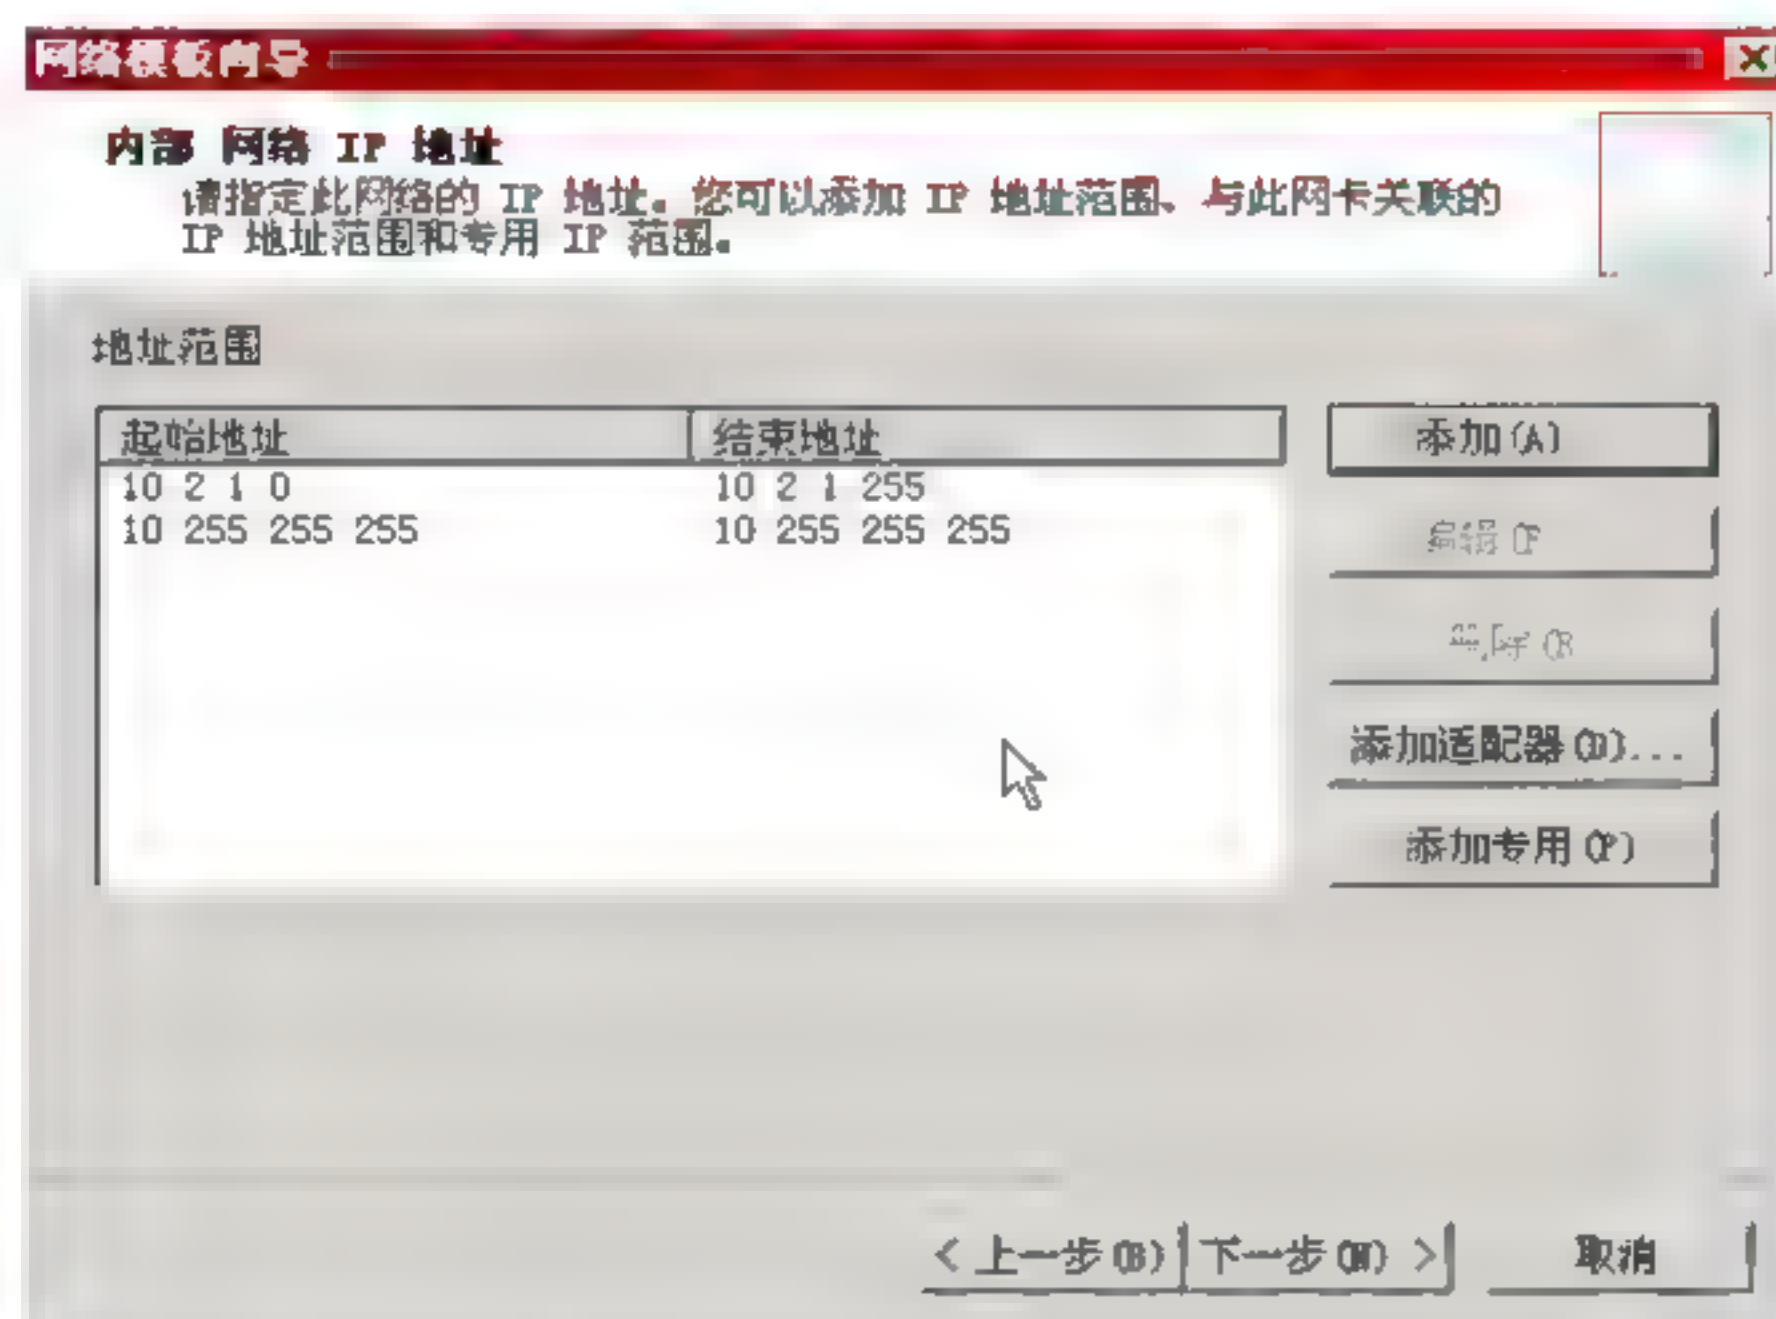 网络模板向导
内部 网络 IP 地址
请指定此网络的 IP 地址。您可以添加 IP 地址范围、与此网卡关联的
IP 地址范围和专用 IP 范围。
地址范围
起始地址 结束地址
10 2 1 0 10 2 1 255
10 255 255 255 10 255 255 255
添加(A)
编辑(E
删除(R
添加适配器(D)...
添加专用(P)
< 上一步(B) 下一步(N) > 取消